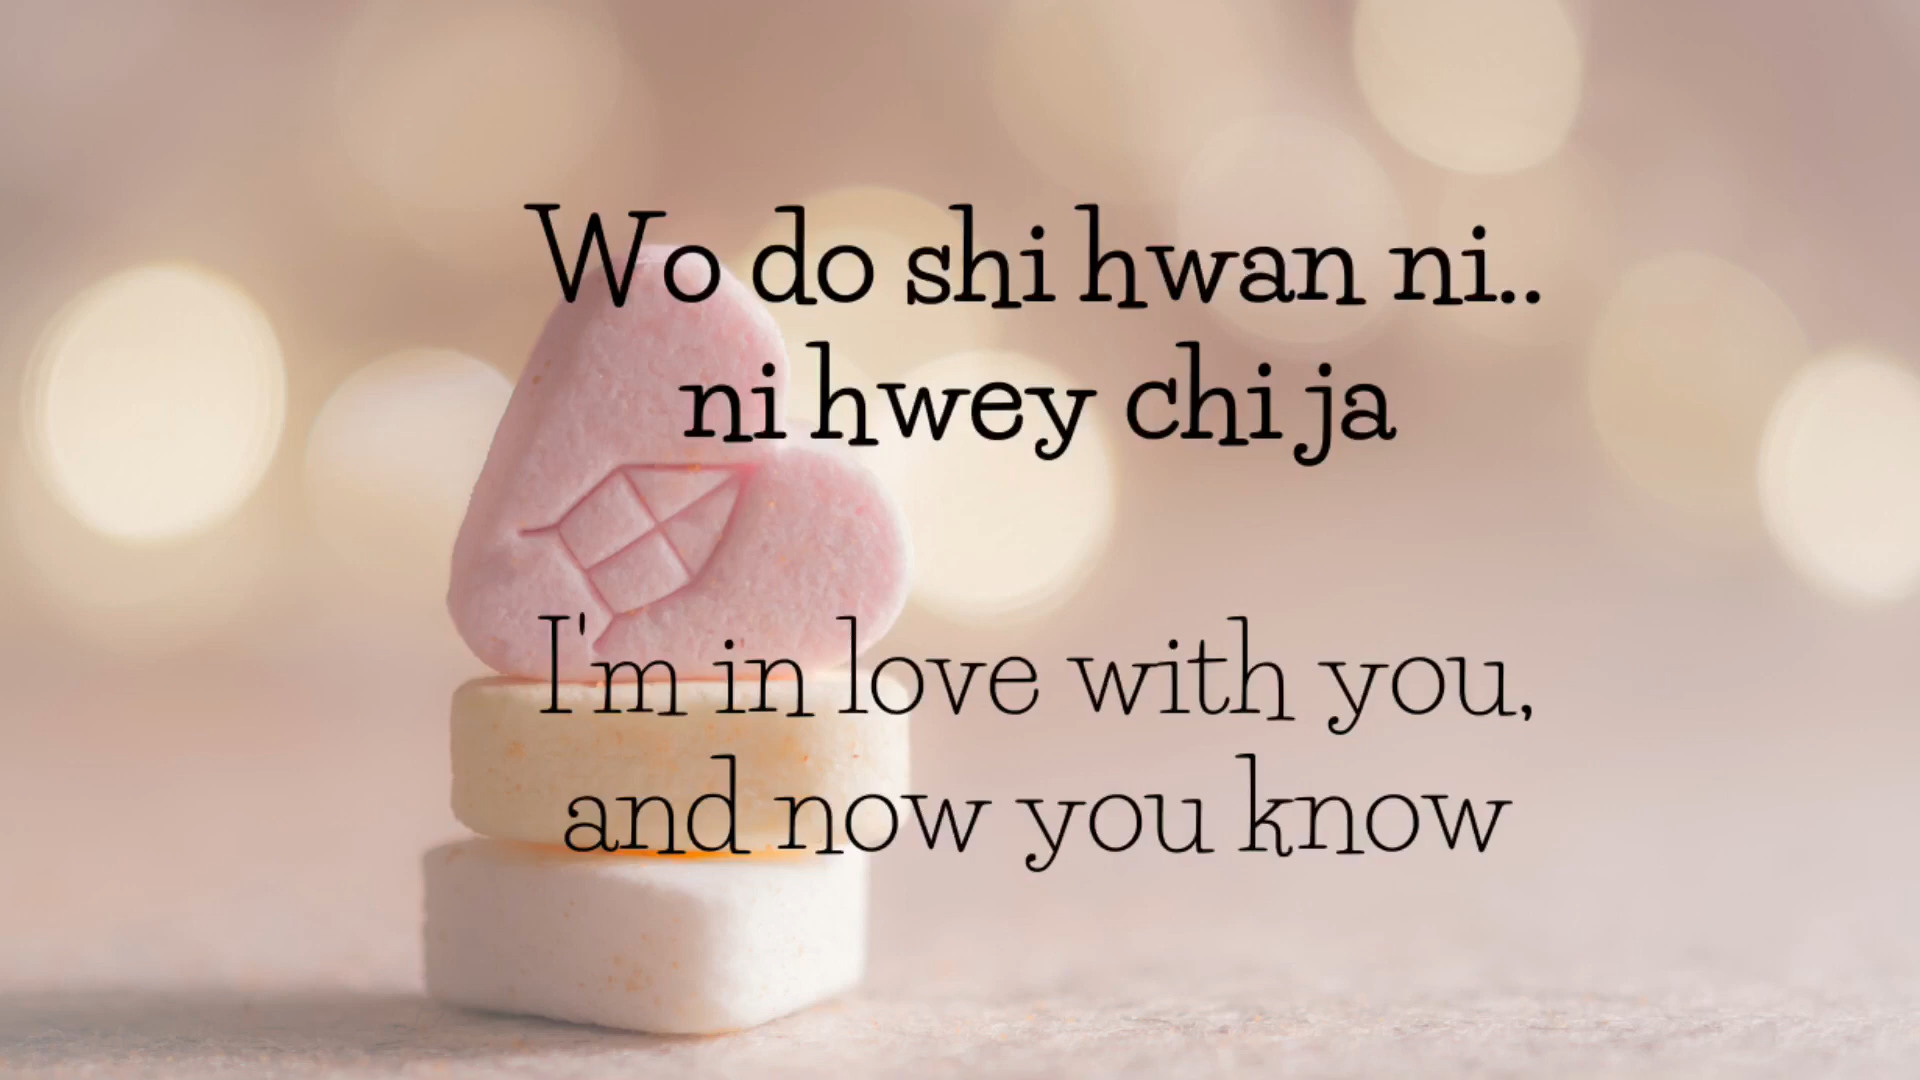 Wo do shi hwan ni..
ni hwey chi ja
I'm in love with you,
and now you know